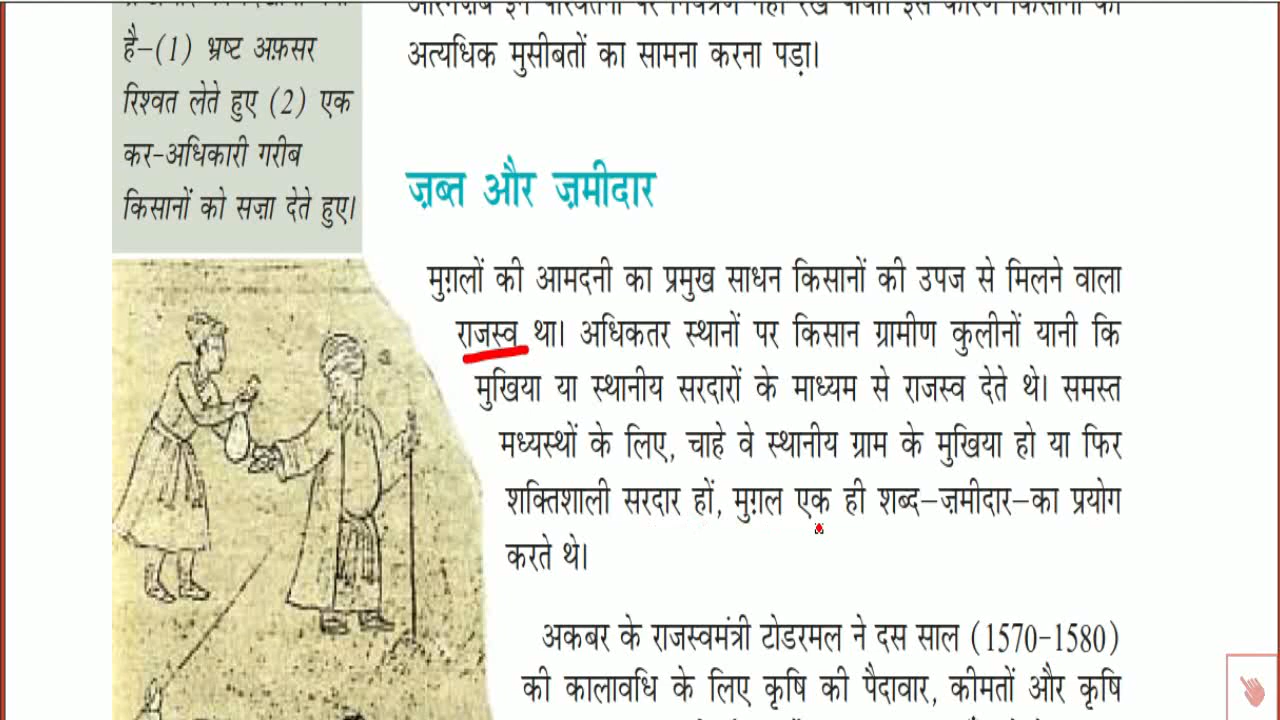 है–(1) भ्रष्ट अफ़सर
रिश्वत लेते हुए (2) एक
कर-अधिकारी गरीब
किसानों को सज़ा देते हुए।
अत्यधिक मुसीबतों का सामना करना पड़ा।
ज़ब्त और ज़मीदार
मुग़लों की आमदनी का प्रमुख साधन किसानों की उपज से मिलने वाला
राजस्व था। अधिकतर स्थानों पर किसान ग्रामीण कुलीनों यानी कि
मुखिया या स्थानीय सरदारों के माध्यम से राजस्व देते थे। समस्त
मध्यस्थों के लिए, चाहे वे स्थानीय ग्राम के मुखिया हो या फिर
शक्तिशाली सरदार हों, मुग़ल एक ही शब्द–ज़मीदार–का प्रयोग
करते थे।
अकबर के राजस्वमंत्री टोडरमल ने दस साल (1570-1580)
की कालावधि के लिए कृषि की पैदावार, कीमतों और कृषि